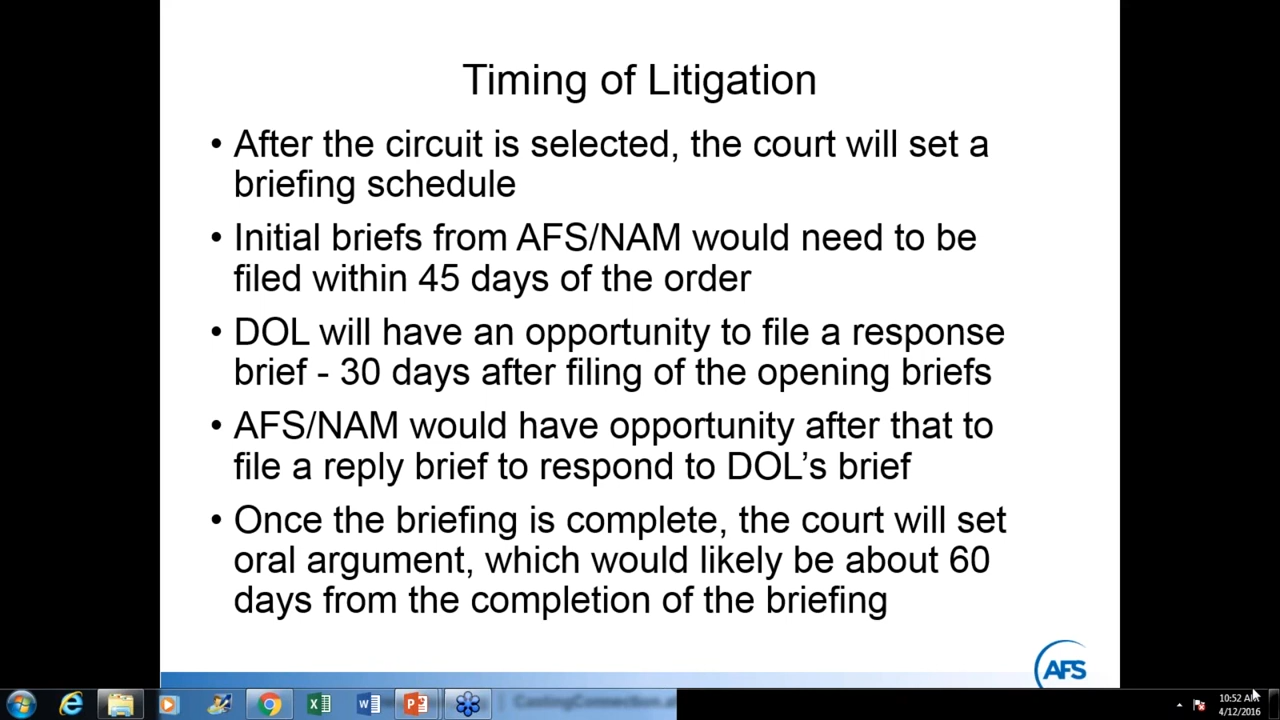 Timing of Litigation
• After the circuit is selected, the court will set a
briefing schedule
• Initial briefs from AFS/NAM would need to be
filed within 45 days of the order
• DOL will have an opportunity to file a response
brief - 30 days after filing of the opening briefs
• AFS/NAM would have opportunity after that to
file a reply brief to respond to DOL’s brief
• Once the briefing is complete, the court will set
oral argument, which would likely be about 60
days from the completion of the briefing
AFS
CastingConnection.a
10:52 AM
4/12/2016